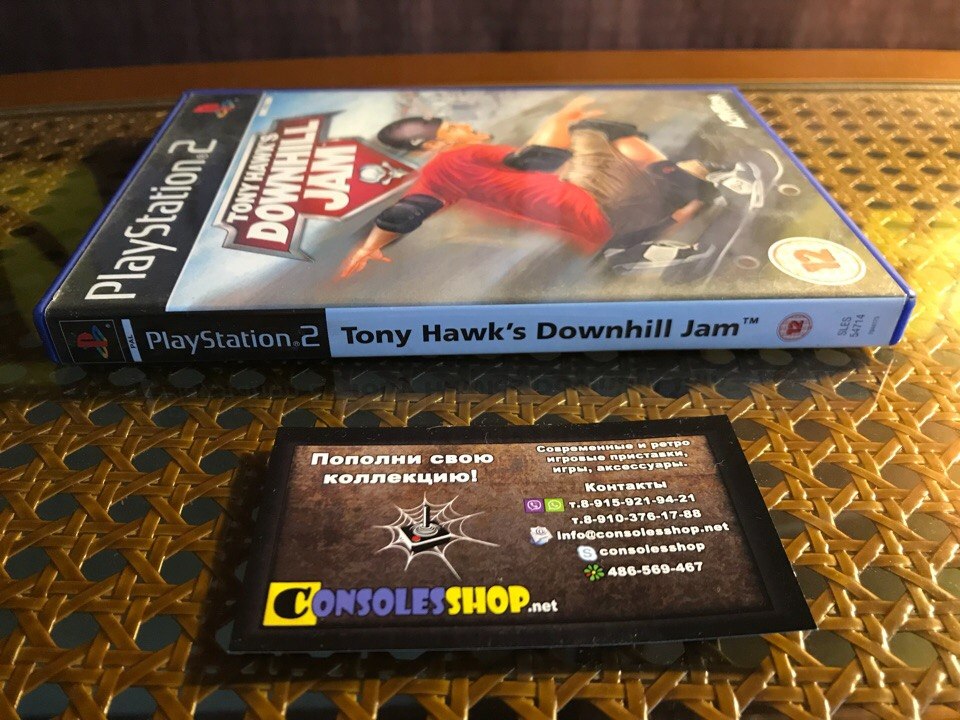 PlayStation®2
TONY HAWK'S
DOWNHILL
JAM
ACTIVISION
12
PAL
PlayStation®2
Tony Hawk's Downhill Jam™
12
SLES
54714
Пополни свою
коллекцию!
Современные и ретро
игровые приставки,
игры, аксессуары.
Контакты
т.8-915-921-94-21
т.8-910-376-17-88
info@consolesshop.net
consolesshop
486-569-467
CONSOLESSHOP.net